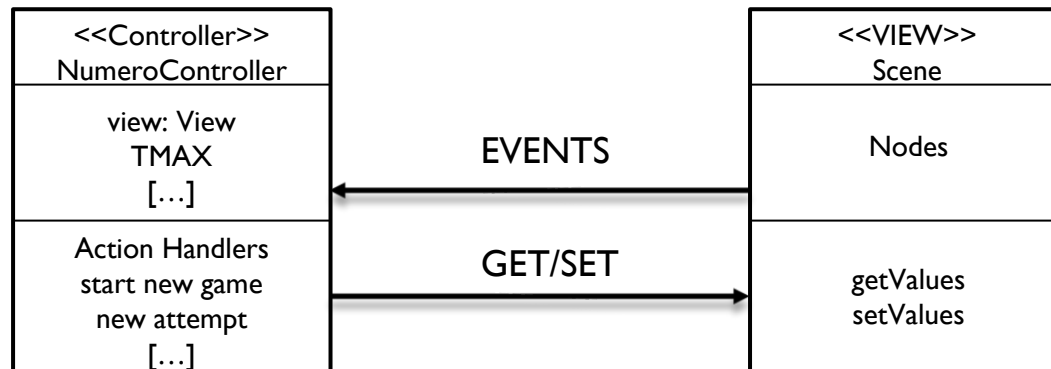 <<Controller>>
NumeroController
view: View
TMAX
[…]
Action Handlers
start new game
new attempt
[…]
EVENTS
GET/SET
<<VIEW>>
Scene
Nodes
getValues
setValues